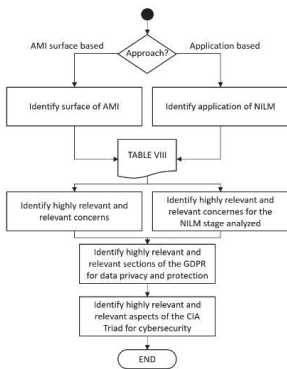 AMI surface based
Application based
Approach?
Identify surface of AMI
Identify application of NILM
TABLE VIII
Identify highly relevant and
relevant concerns
Identify highly relevant and
relevant concernes for the
NILM stage analyzed
Identify highly relevant and
relevant sections of the GDPR
for data privacy and protection
Identify highly relevant and
relevant aspects of the CIA
Triad for cybersecurity
END